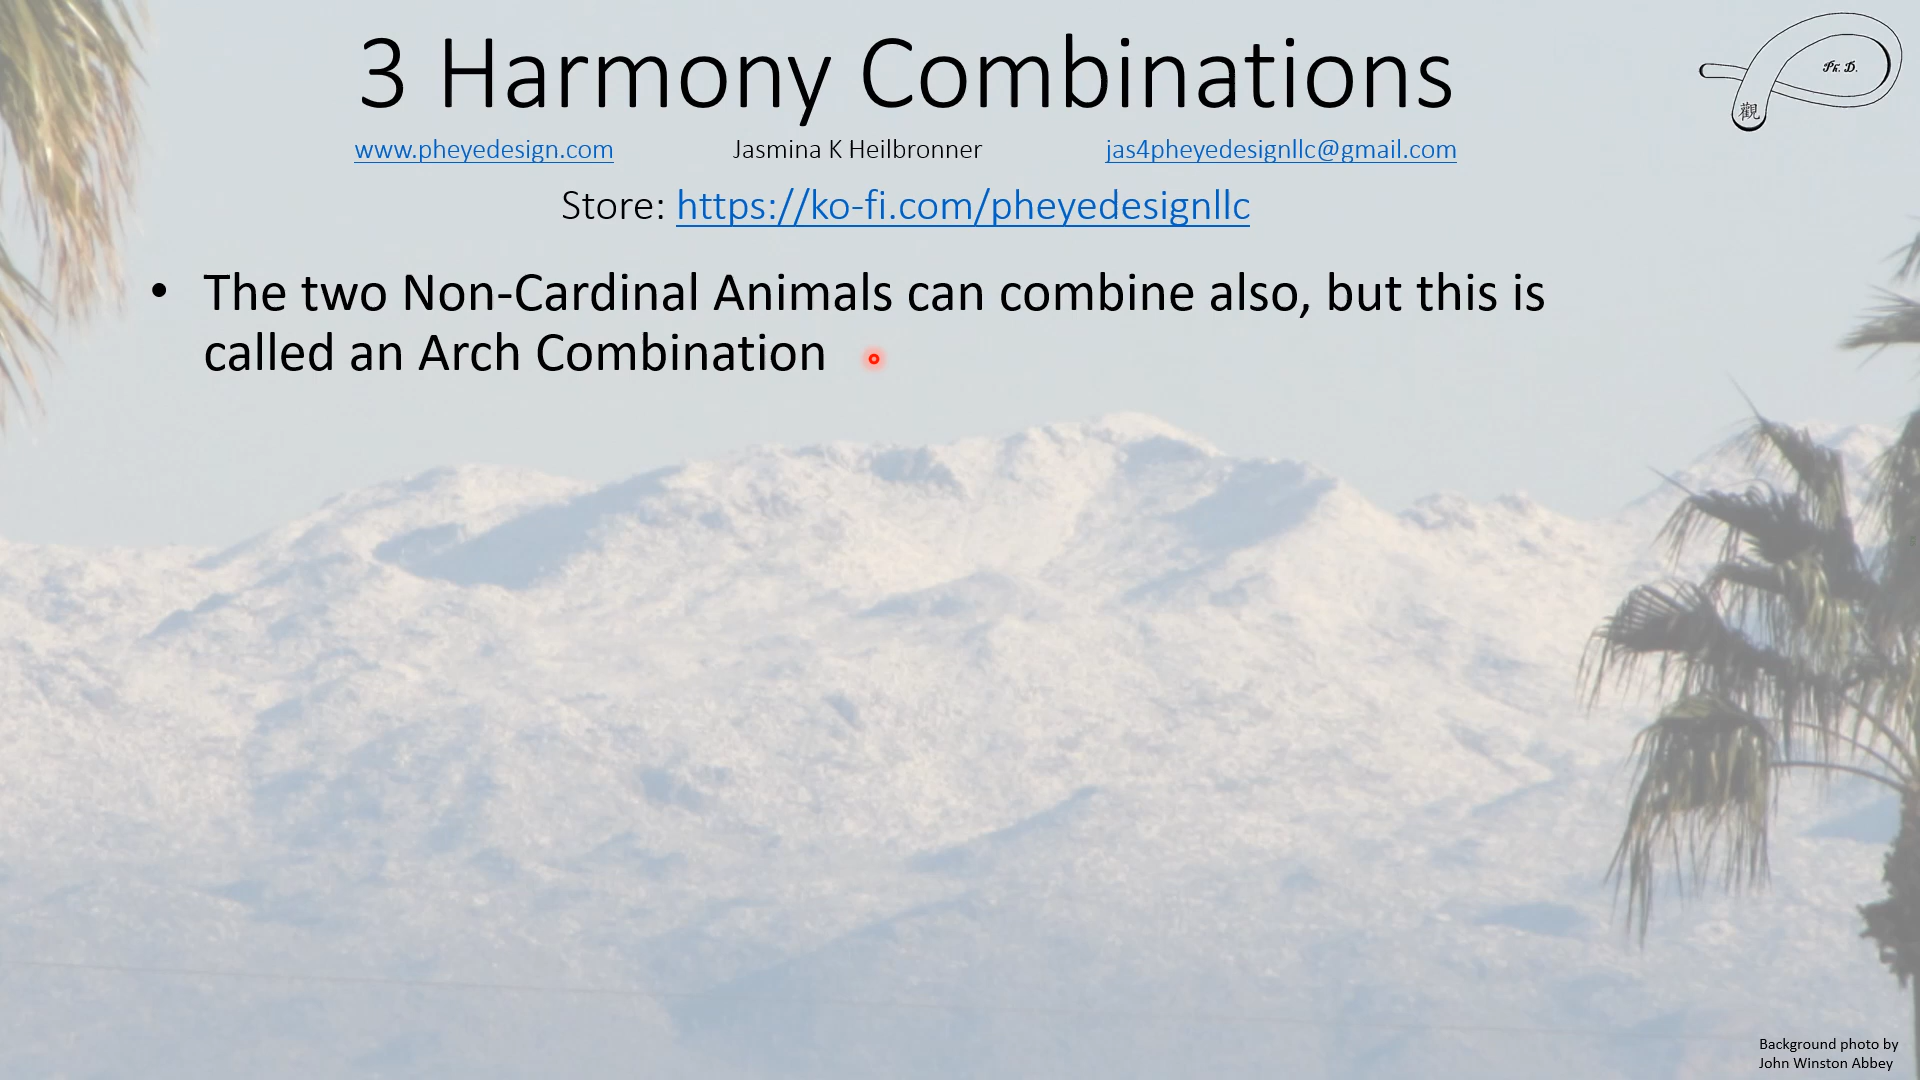 3 Harmony Combinations
Ph. D.
觀
www.pheyedesign.com Jasmina K Heilbronner jas4pheyedesignllc@gmail.com
Store: https://ko-fi.com/pheyedesignllc
• The two Non-Cardinal Animals can combine also, but this is
called an Arch Combination
Background photo by
John Winston Abbey